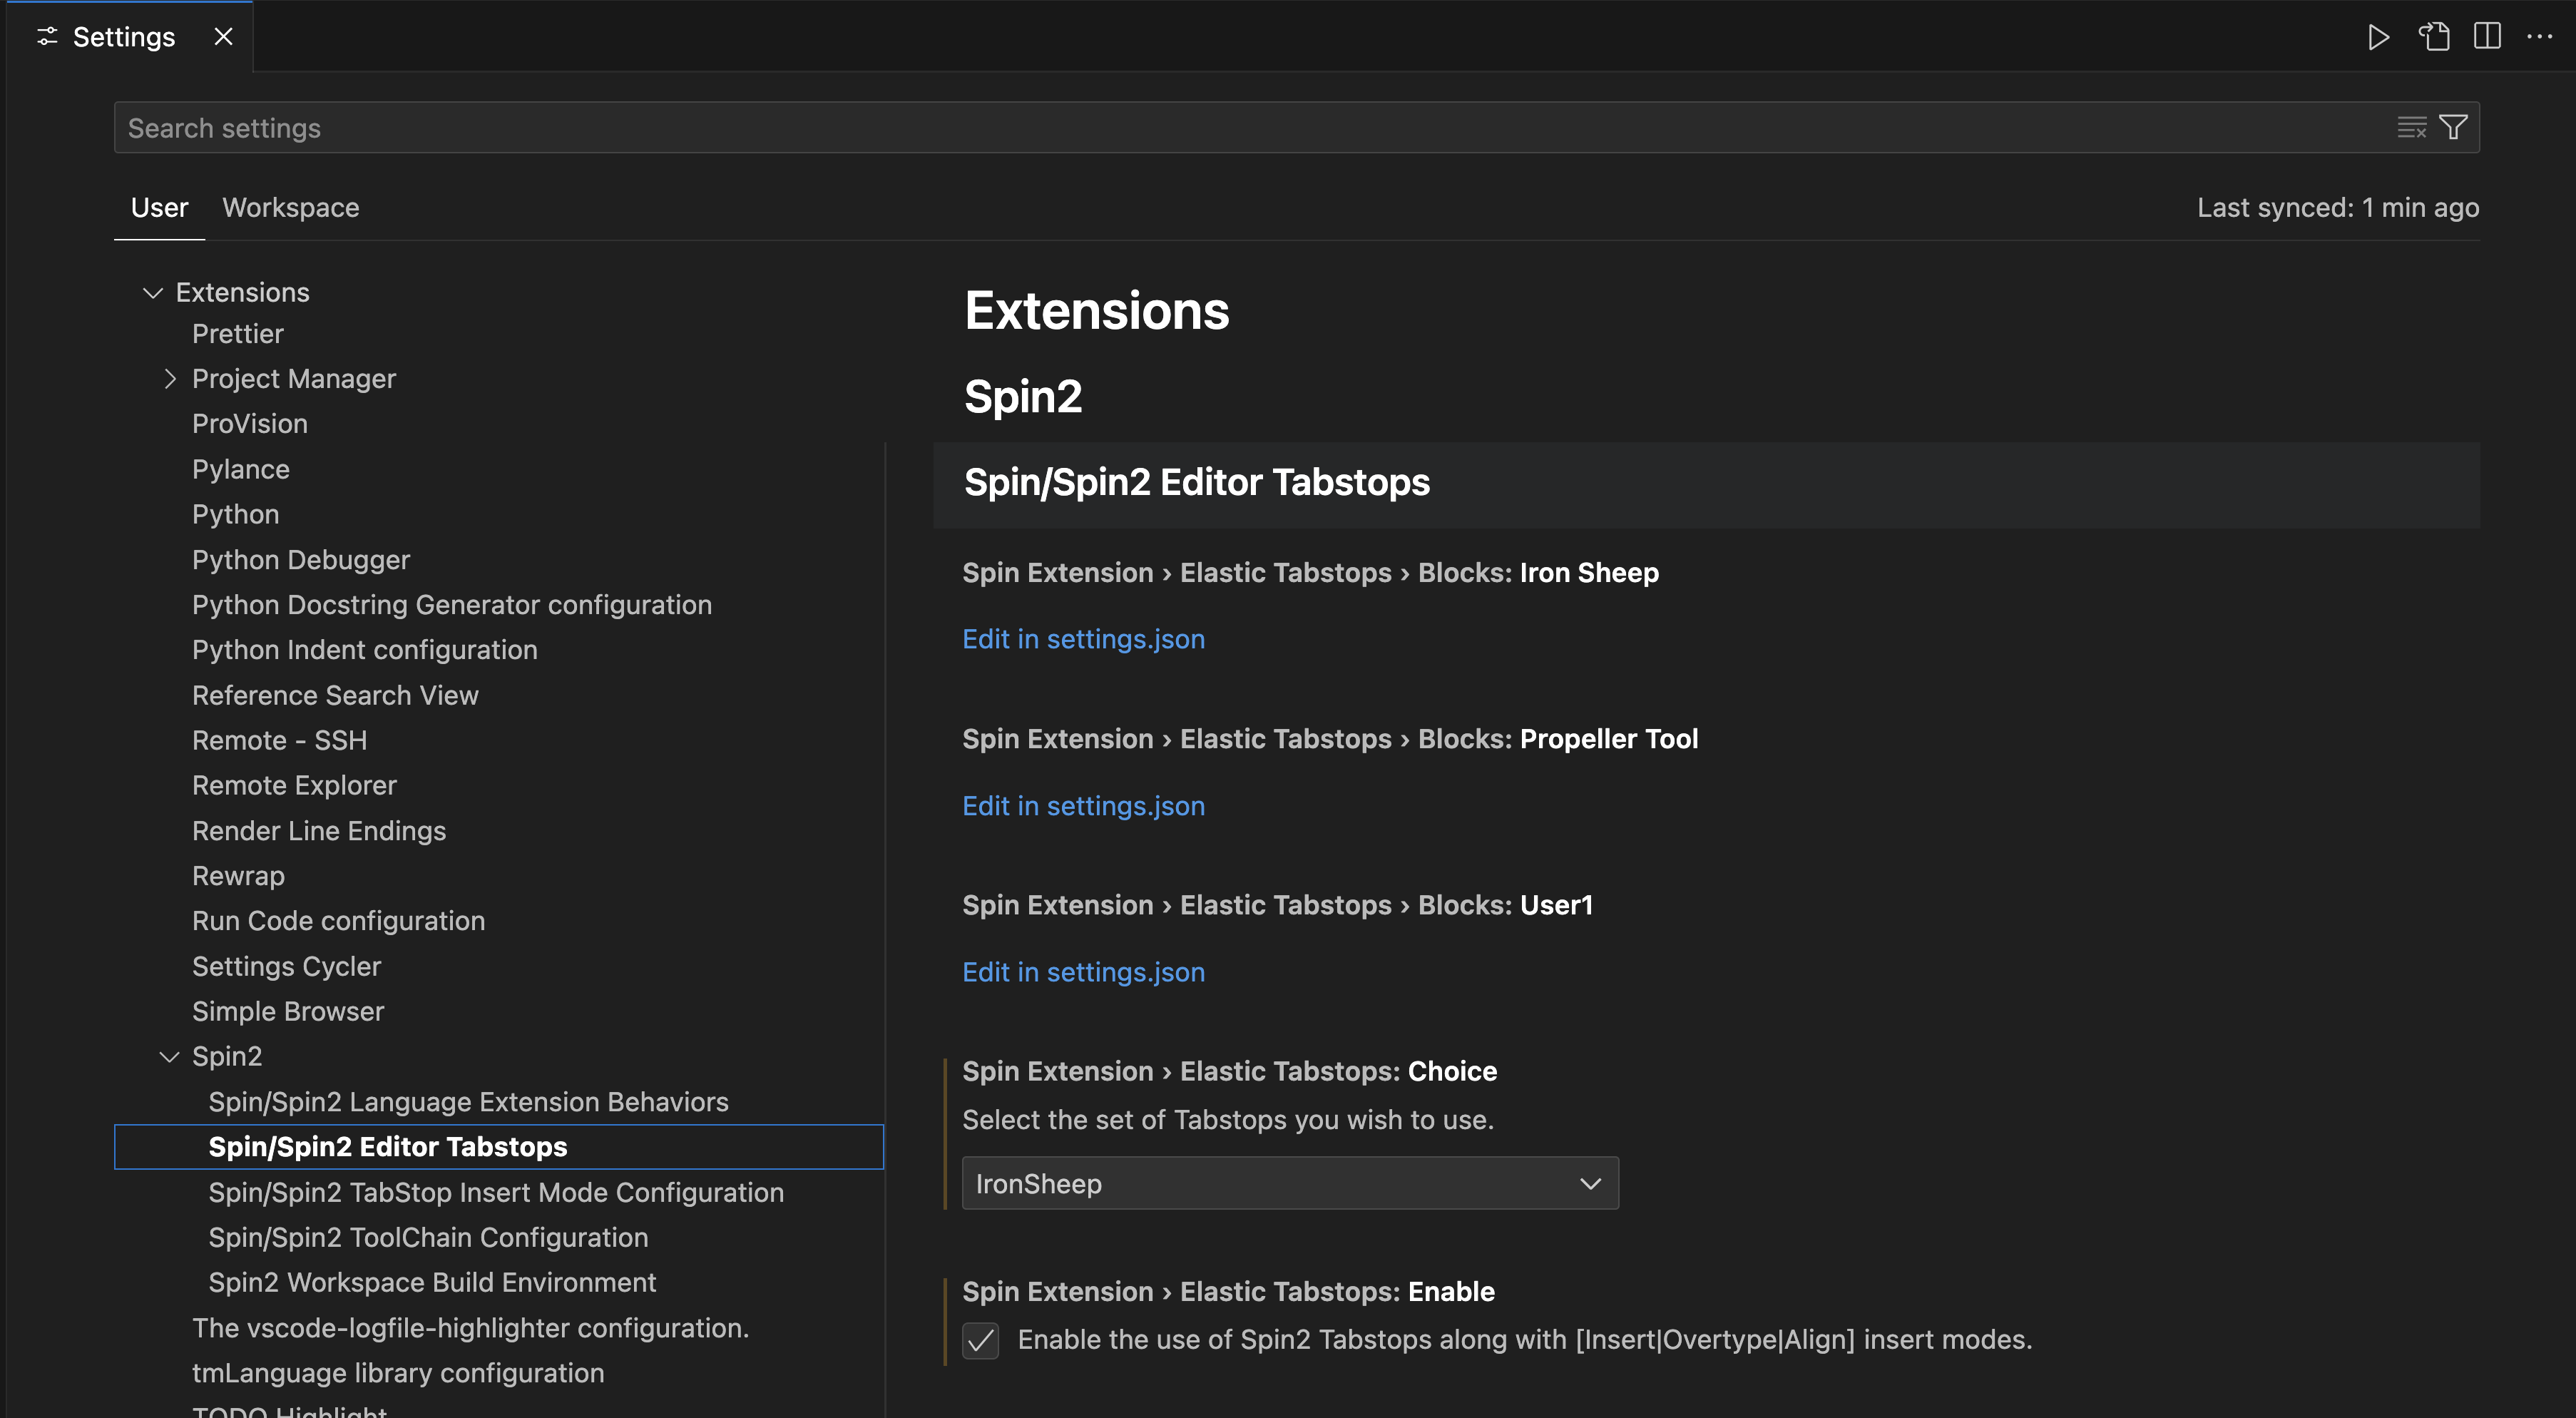 Settings
Search settings
User
Workspace
Last synced: 1 min ago
Extensions
Prettier
Project Manager
ProVision
Pylance
Python
Python Debugger
Python Docstring Generator configuration
Python Indent configuration
Reference Search View
Remote - SSH
Remote Explorer
Render Line Endings
Rewrap
Run Code configuration
Settings Cycler
Simple Browser
Spin2
Spin/Spin2 Language Extension Behaviors
Spin/Spin2 Editor Tabstops
Spin/Spin2 TabStop Insert Mode Configuration
Spin/Spin2 ToolChain Configuration
Spin2 Workspace Build Environment
The vscode-logfile-highlighter configuration.
tmLanguage library configuration
TODO Highlight
Extensions
Spin2
Spin/Spin2 Editor Tabstops
Spin Extension › Elastic Tabstops › Blocks: Iron Sheep
Edit in settings.json
Spin Extension › Elastic Tabstops › Blocks: Propeller Tool
Edit in settings.json
Spin Extension › Elastic Tabstops › Blocks: User1
Edit in settings.json
Spin Extension › Elastic Tabstops: Choice
Select the set of Tabstops you wish to use.
IronSheep
Spin Extension › Elastic Tabstops: Enable
Enable the use of Spin2 Tabstops along with [Insert|Overtype|Align] insert modes.